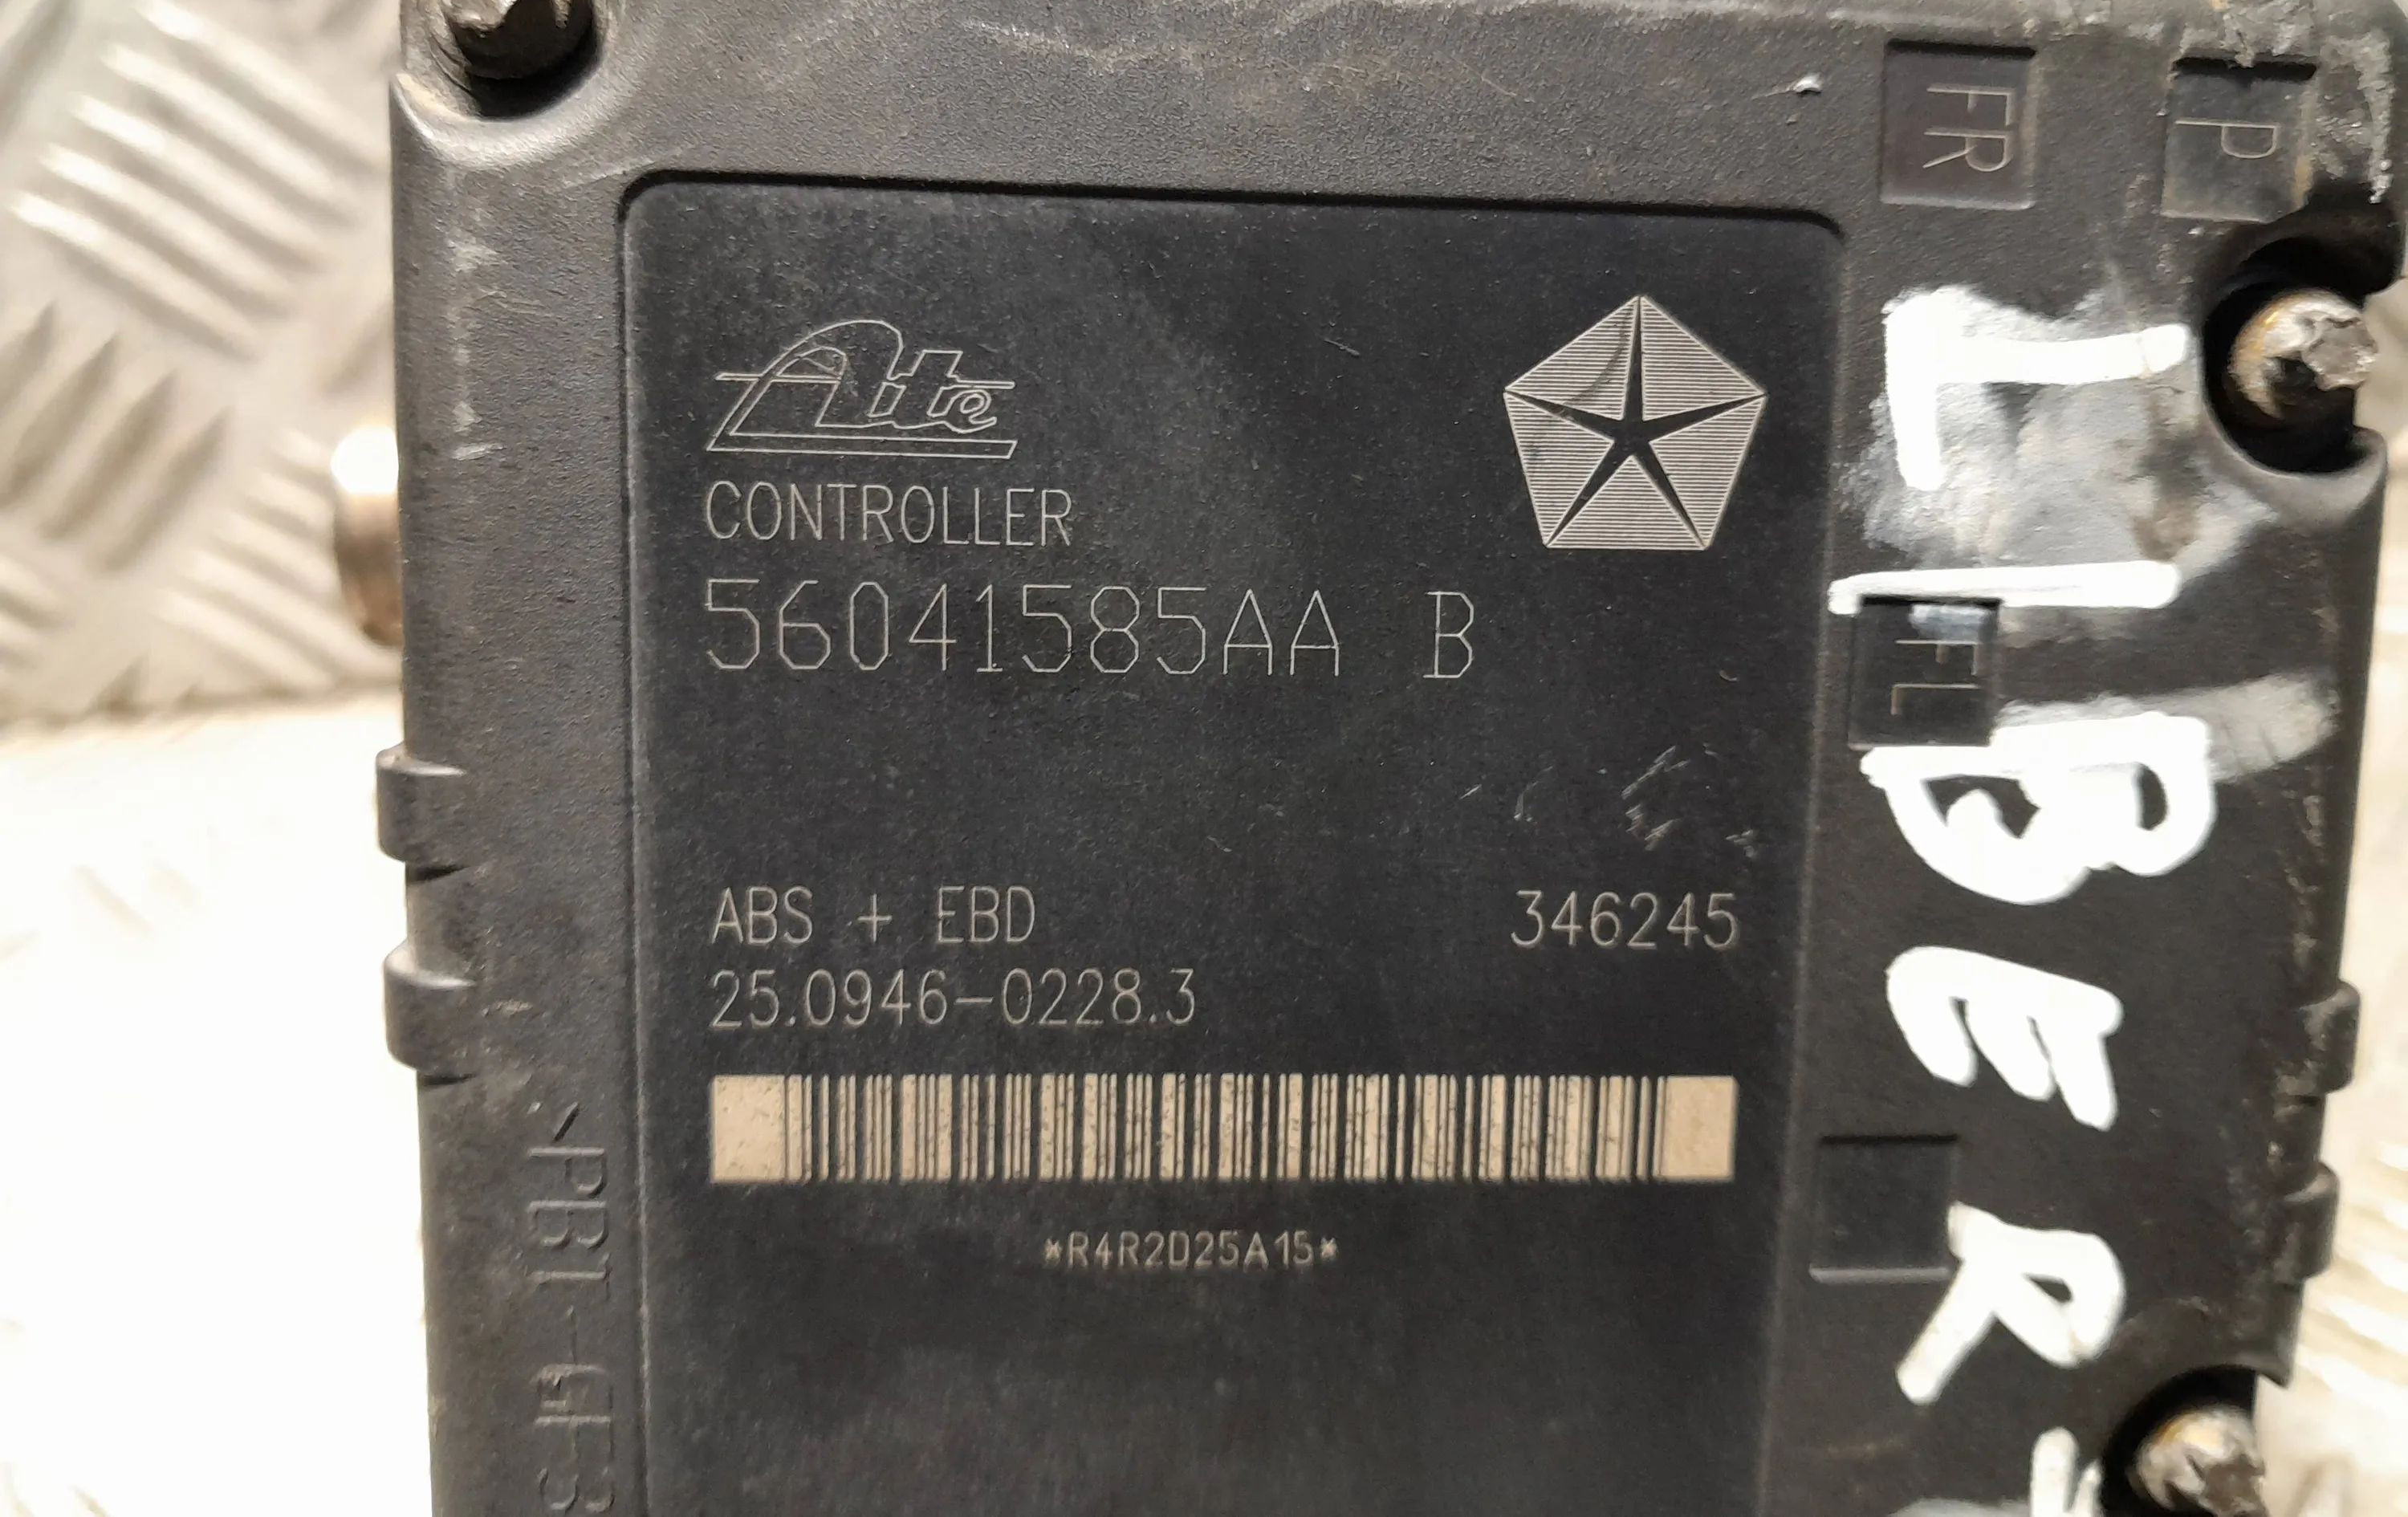 Ate
CONTROLLER
56041585AA B
ABS + EBD 346245
25.0946-0228.3
*R4R2D25A15*
FR
P
FL
LIBER
>PBT-GF3